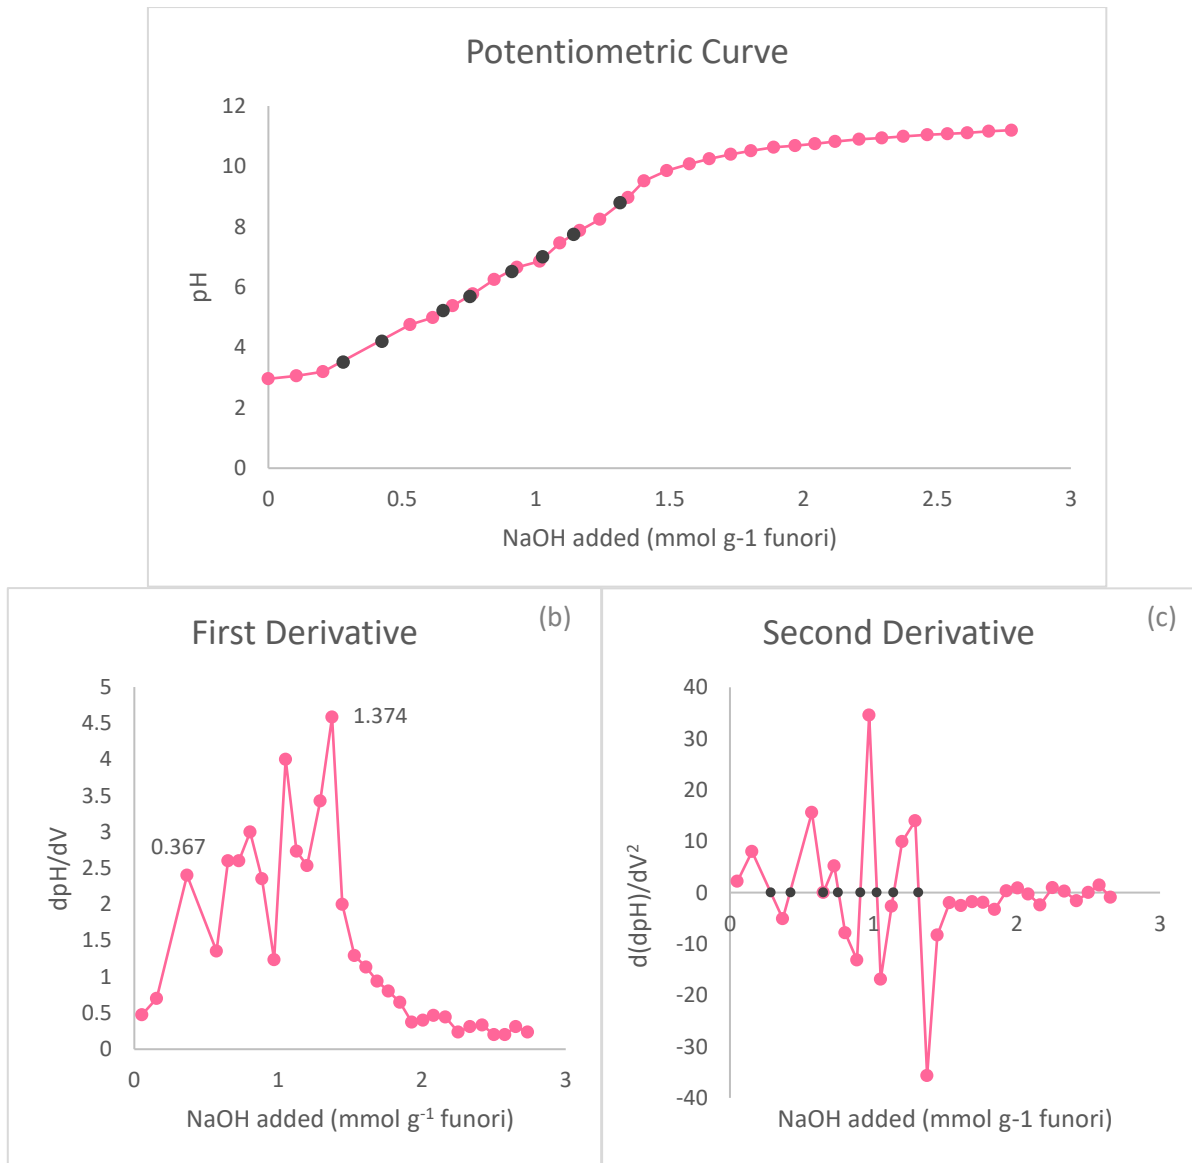 Potentiometric Curve
pH
12
10
8
6
4
2
0
0 0.5 1 1.5 2 2.5 3
NaOH added (mmol g-1 funori)
(b)
First Derivative
dpH/dV
5
4.5
4
3.5
3
2.5
2
1.5
1
0.5
0
1.374
0.367
0 1 2 3
NaOH added (mmol g⁻¹ funori)
(c)
Second Derivative
d(dpH)/dV²
40
30
20
10
0
-10
-20
-30
-40
0 1 2 3
NaOH added (mmol g⁻¹ funori)